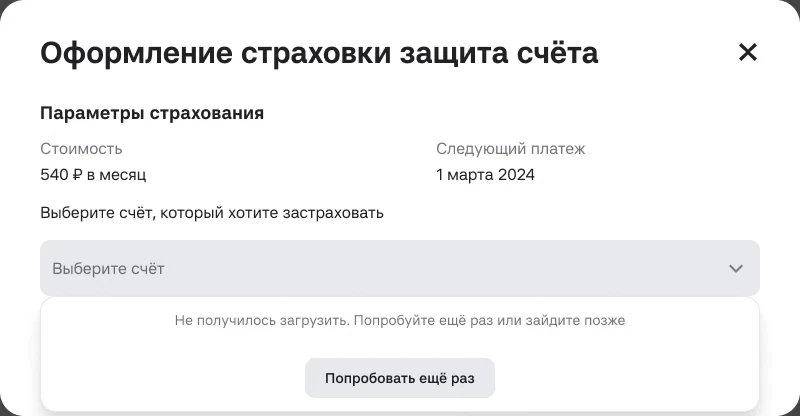 Оформление страховки защита счёта
Параметры страхования
Стоимость
540 ₽ в месяц
Следующий платеж
1 марта 2024
Выберите счёт, который хотите застраховать
Выберите счёт
Не получилось загрузить. Попробуйте ещё раз или зайдите позже
Попробовать ещё раз